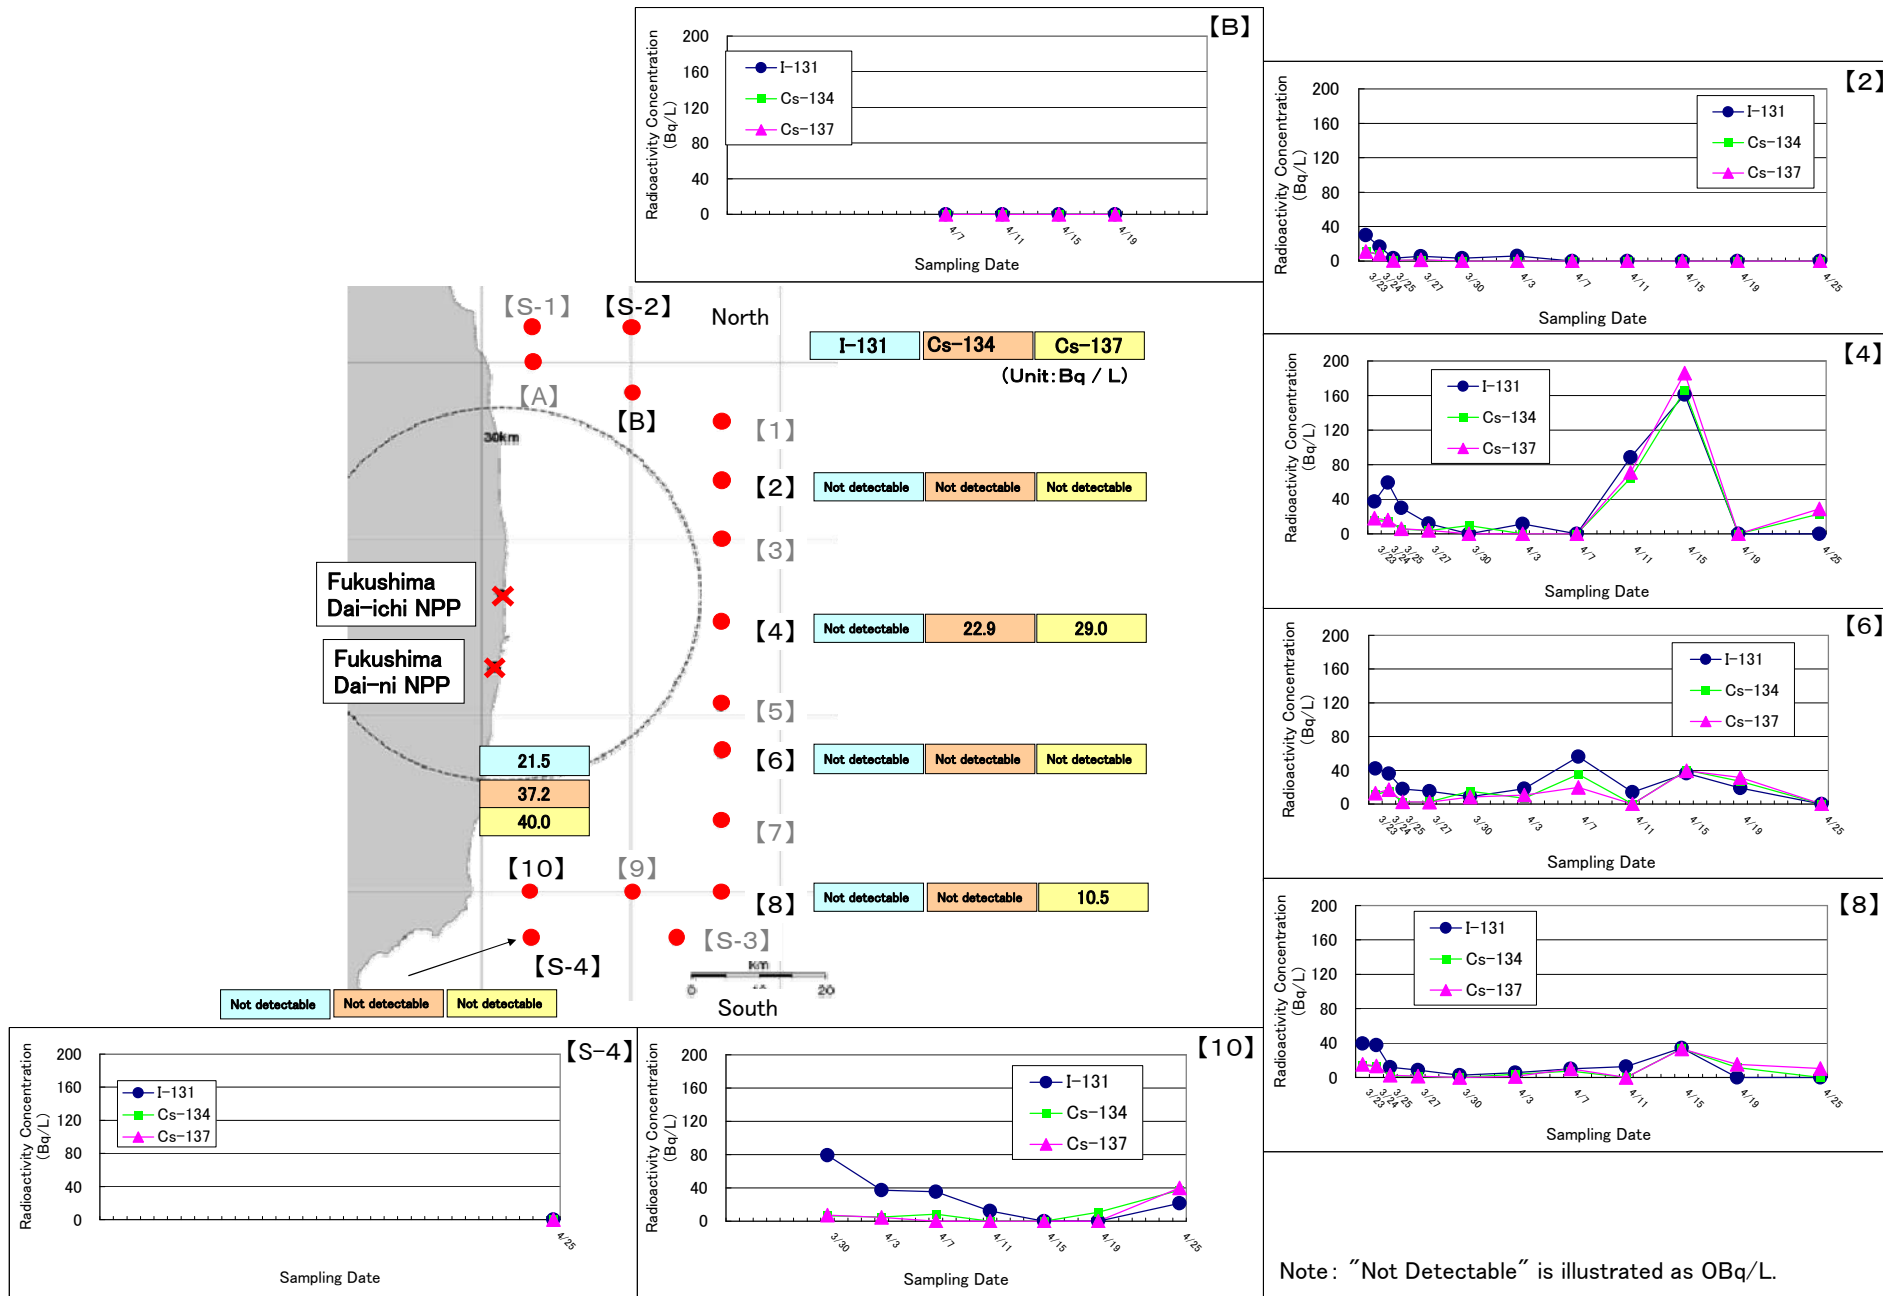 【B】
Radioactivity Concentration
(Bq/L)
200
160
120
80
40
0
I-131
Cs-134
Cs-137
4/7
4/11
4/15
4/19
Sampling Date
【2】
Radioactivity Concentration
(Bq/L)
200
160
120
80
40
0
I-131
Cs-134
Cs-137
3/23
3/24
3/25
3/27
3/30
4/3
4/7
4/11
4/15
4/19
4/25
Sampling Date
【S-1】
【S-2】
North
I-131
Cs-134
Cs-137
(Unit:Bq / L)
【A】
【B】
30km
【1】
【2】
Not detectable
Not detectable
Not detectable
【3】
Fukushima
Dai-ichi NPP
【4】
Not detectable
22.9
29.0
Fukushima
Dai-ni NPP
【5】
21.5
【6】
Not detectable
Not detectable
Not detectable
37.2
40.0
【7】
【10】
【9】
【8】
Not detectable
Not detectable
10.5
【S-3】
【S-4】
km
0
20
South
Not detectable
Not detectable
Not detectable
【4】
Radioactivity Concentration
(Bq/L)
200
160
120
80
40
0
I-131
Cs-134
Cs-137
3/23
3/24
3/25
3/27
3/30
4/3
4/7
4/11
4/15
4/19
4/25
Sampling Date
【6】
Radioactivity Concentration
(Bq/L)
200
160
120
80
40
0
I-131
Cs-134
Cs-137
3/23
3/24
3/25
3/27
3/30
4/3
4/7
4/11
4/15
4/19
4/25
Sampling Date
【8】
Radioactivity Concentration
(Bq/L)
200
160
120
80
40
0
I-131
Cs-134
Cs-137
3/23
3/24
3/25
3/27
3/30
4/3
4/7
4/11
4/15
4/19
4/25
Sampling Date
【S-4】
Radioactivity Concentration
(Bq/L)
200
160
120
80
40
0
I-131
Cs-134
Cs-137
4/25
Sampling Date
【10】
Radioactivity Concentration
(Bq/L)
200
160
120
80
40
0
I-131
Cs-134
Cs-137
3/30
4/3
4/7
4/11
4/15
4/19
4/25
Sampling Date
Note: "Not Detectable" is illustrated as 0Bq/L.